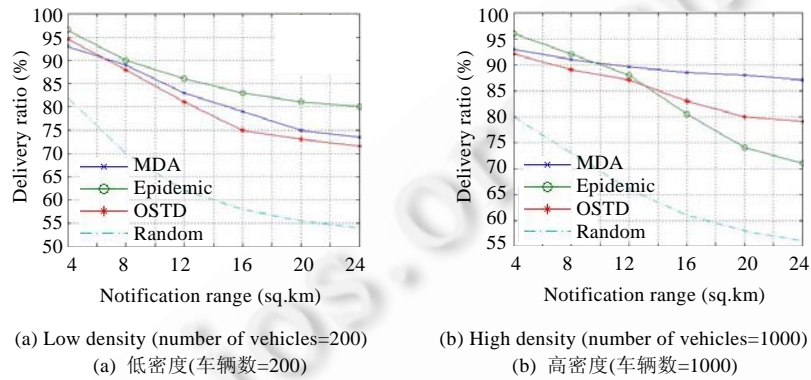 100
95
90
85
80
75
70
65
60
55
50
Delivery ratio (%)
MDA
Epidemic
OSTD
Random
4 8 12 16 20 24
Notification range (sq.km)
(a) Low density (number of vehicles=200)
(a) 低密度(车辆数=200)
100
95
90
85
80
75
70
65
60
55
Delivery ratio (%)
MDA
Epidemic
OSTD
Random
4 8 12 16 20 24
Notification range (sq.km)
(b) High density (number of vehicles=1000)
(b) 高密度(车辆数=1000)